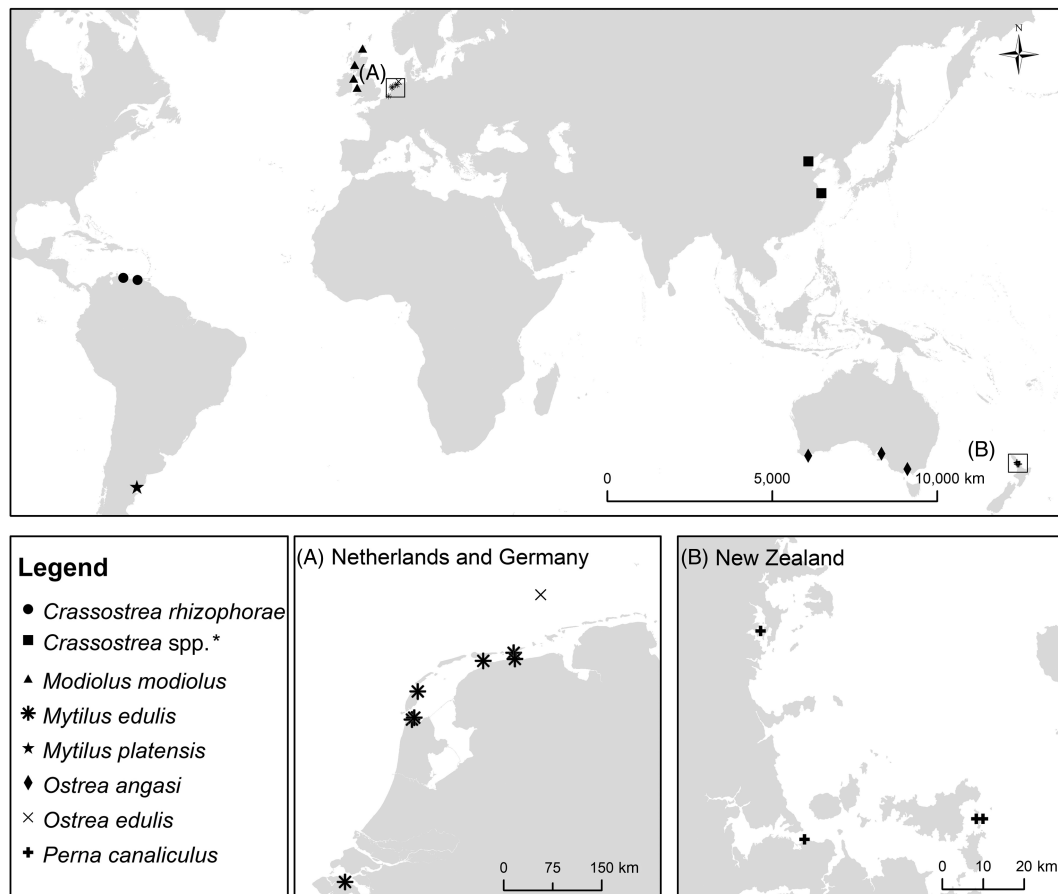 N
(A)
(B)
0 5,000 10,000 km
Legend
Crassostrea rhizophorae
Crassostrea spp.*
Modiolus modiolus
Mytilus edulis
Mytilus platensis
Ostrea angasi
Ostrea edulis
Perna canaliculus
(A) Netherlands and Germany
0 75 150 km
(B) New Zealand
0 10 20 km